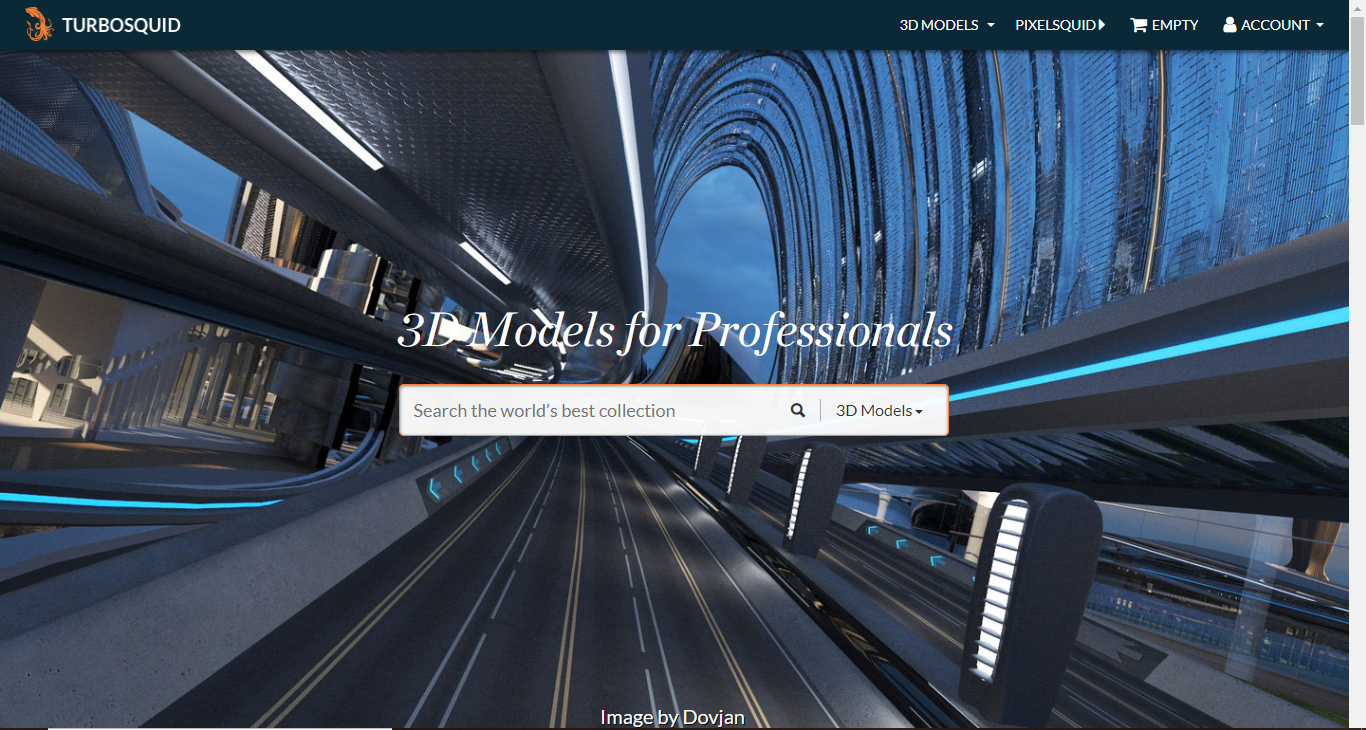 TURBOSQUID
3D MODELS
PIXELSQUID
EMPTY
ACCOUNT
3D Models for Professionals
Search the world’s best collection
3D Models
Image by Dovjan